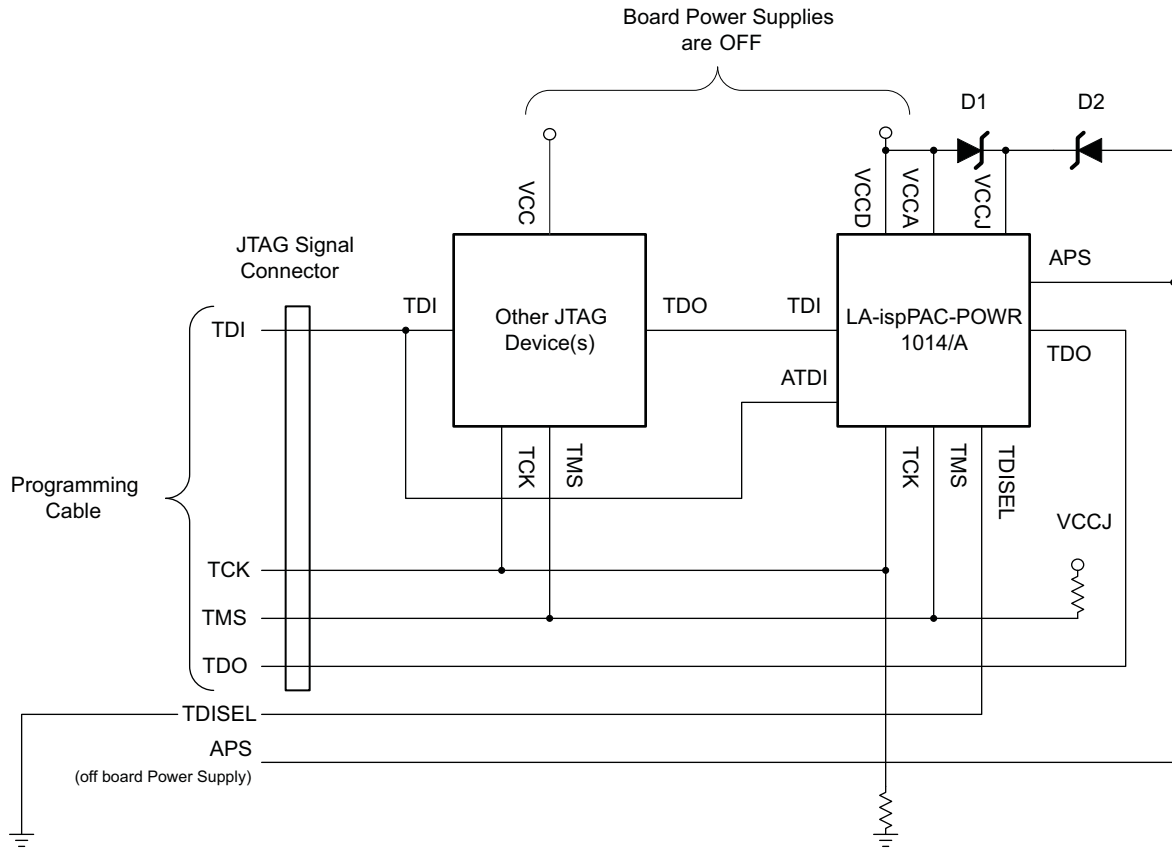 Board Power Supplies
are OFF
D1
D2
VCC
VCCD
VCCA
VCCJ
JTAG Signal
Connector
APS
TDI
TDI
Other JTAG
Device(s)
TDO
TDI
LA-ispPAC-POWR
1014/A
TDO
ATDI
TCK
TMS
TCK
TMS
TDISEL
Programming
Cable
VCCJ
TCK
TMS
TDO
TDISEL
APS
(off board Power Supply)